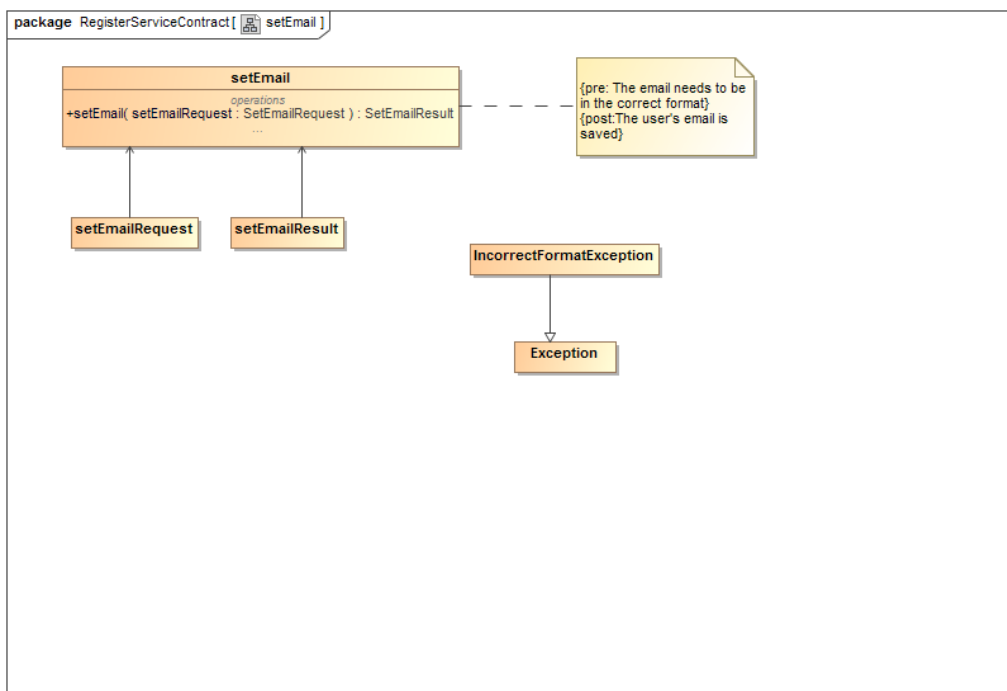 package RegisterServiceContract [ setEmail ]
setEmail
operations
+setEmail( setEmailRequest : SetEmailRequest ) : SetEmailResult
...
{pre: The email needs to be
in the correct format}
{post:The user's email is
saved}
setEmailRequest
setEmailResult
IncorrectFormatException
Exception